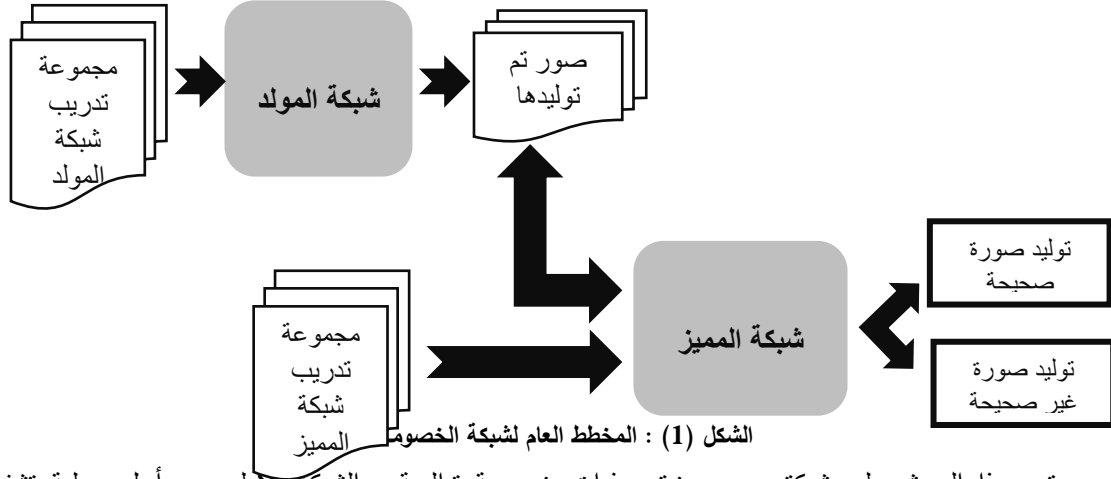 مجموعة
تدريب
شبكة
المولد
شبكة المولد
صور تم
توليدها
توليد صورة
صحيحة
شبكة المميز
مجموعة
تدريب
شبكة
المميز
توليد صورة
غير صحيحة
الشكل (1) : المخطط العام لشبكة الخصوم